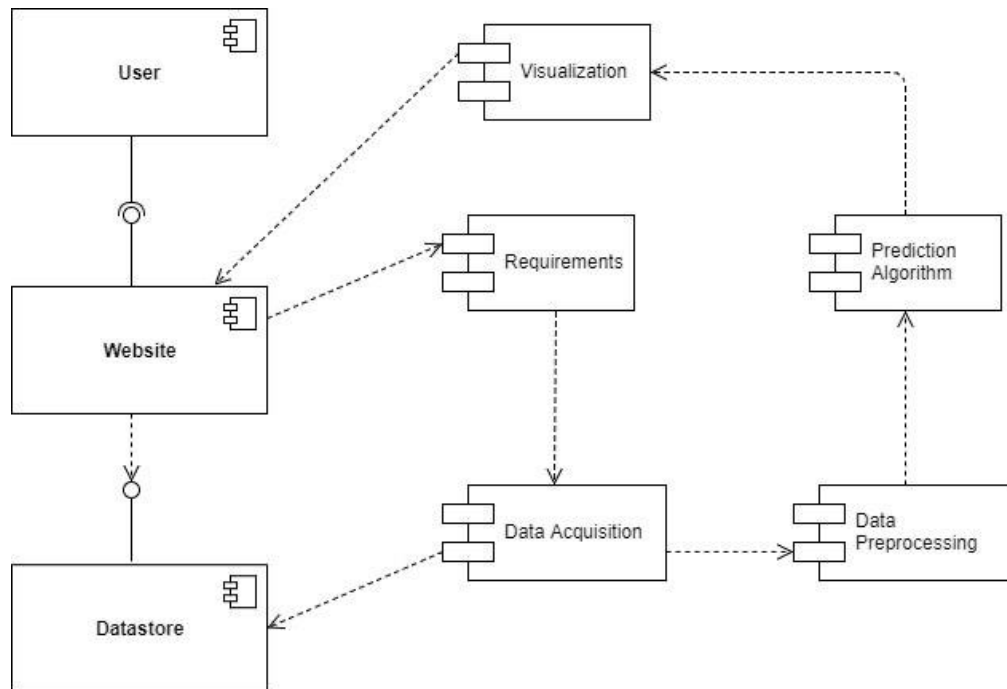 User
Visualization
Website
Requirements
Prediction
Algorithm
Datastore
Data Acquisition
Data
Preprocessing